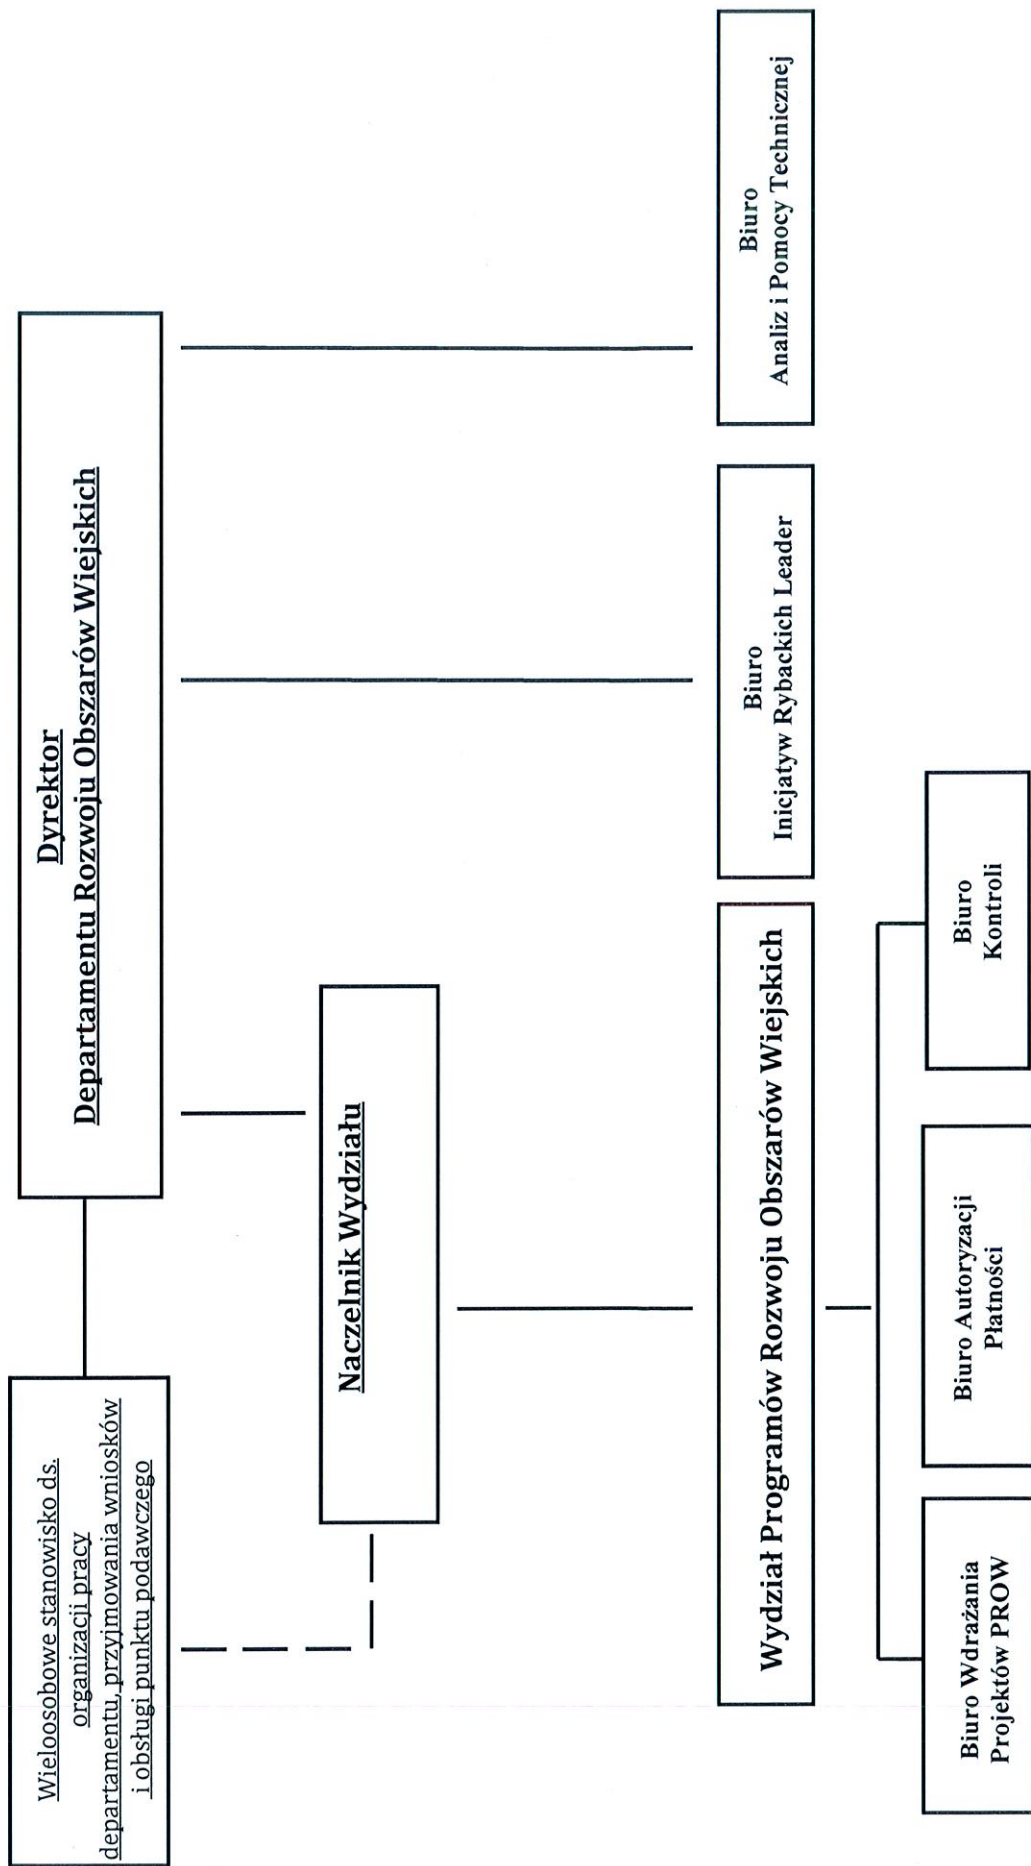 Wieloosobowe stanowisko ds.
organizacji pracy
departamentu, przyjmowania wniosków
i obsługi punktu podawczego
Dyrektor
Departamentu Rozwoju Obszarów Wiejskich
Naczelnik Wydziału
Wydział Programów Rozwoju Obszarów Wiejskich
Biuro
Inicjatyw Rybackich Leader
Biuro
Analiz i Pomocy Technicznej
Biuro Wdrażania
Projektów PROW
Biuro Autoryzacji
Płatności
Biuro
Kontroli